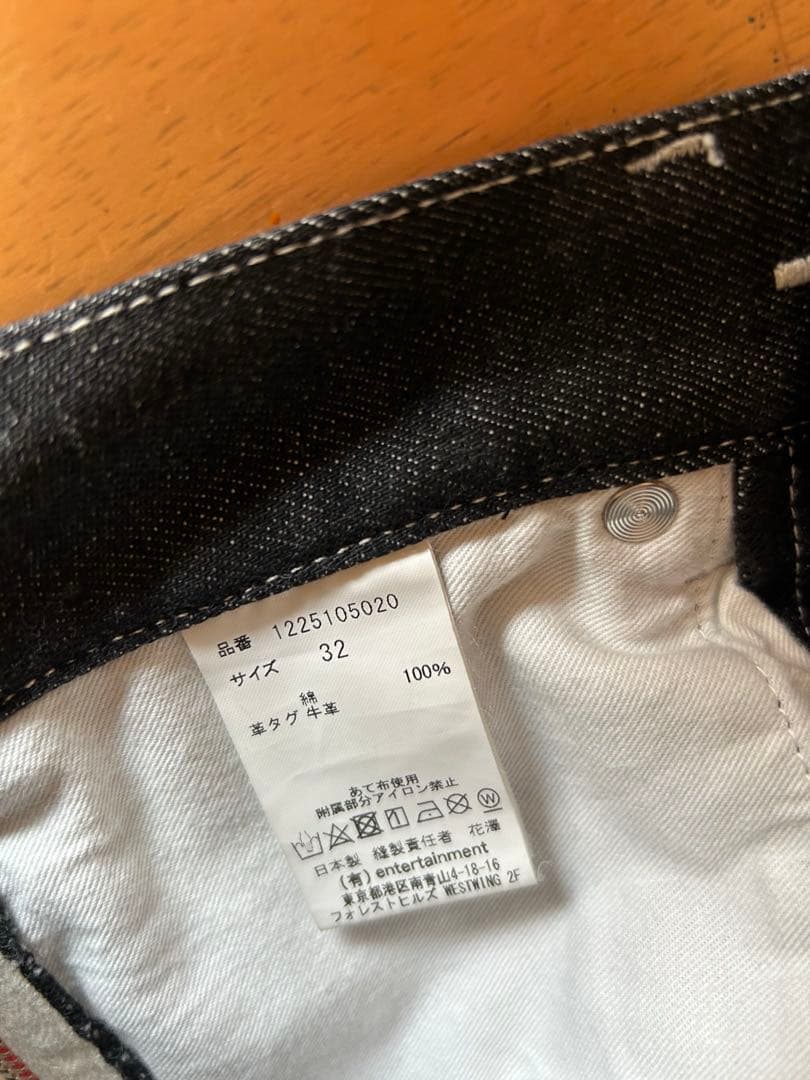 品番 1225105020
サイズ 32
綿 100%
革タグ 牛革
あて布使用
附属部分アイロン禁止
日本製 縫製責任者 花澤
(有) entertainment
東京都港区南青山4-18-16
フォレストヒルズ WESTWING 2F